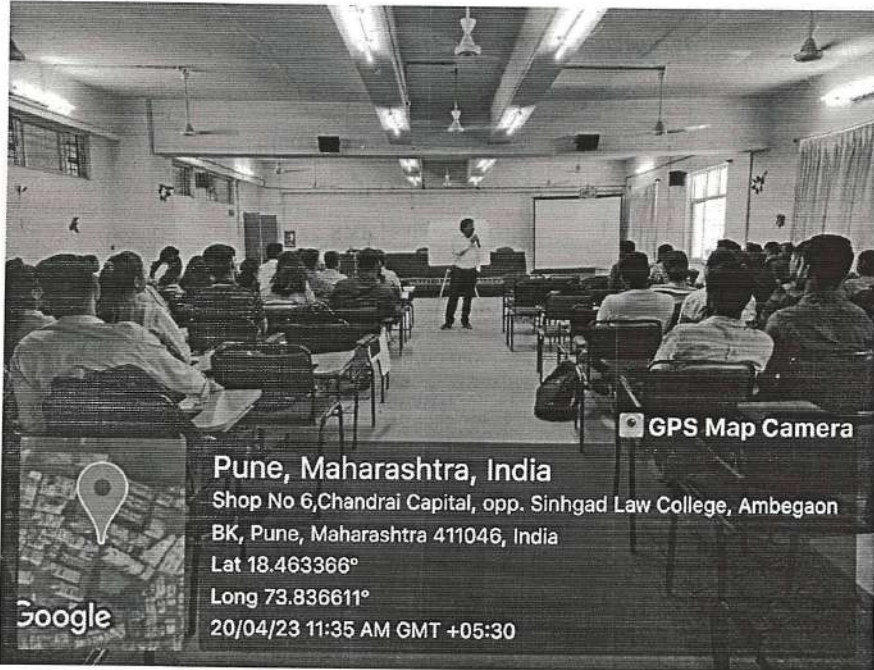 GPS Map Camera
Pune, Maharashtra, India
Shop No 6,Chandrai Capital, opp. Sinhgad Law College, Ambegaon
BK, Pune, Maharashtra 411046, India
Lat 18.463366°
Long 73.836611°
20/04/23 11:35 AM GMT +05:30
Google